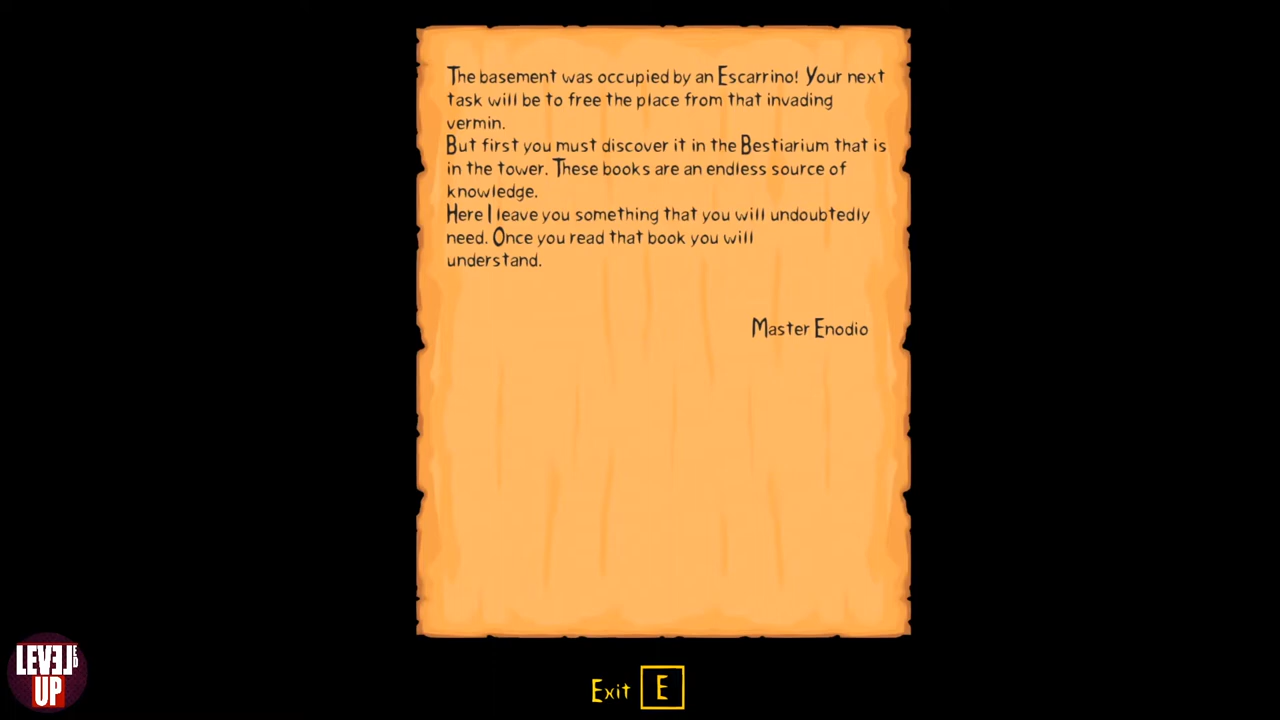 The basement was occupied by an Escarrino! Your next
task will be to free the place from that invading
vermin.
But first you must discover it in the Bestiarium that is
in the tower. These books are an endless source of
knowledge.
Here I leave you something that you will undoubtedly
need. Once you read that book you will
understand.
Master Enodio
LEVELED
UP
Exit E